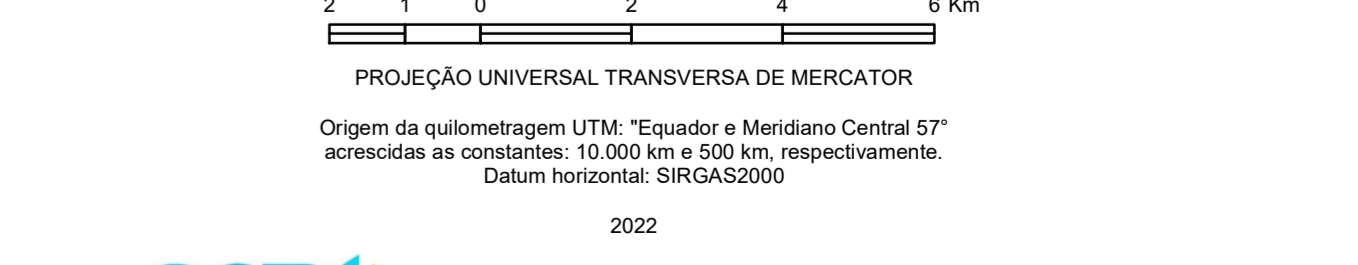 2 1 0 2 4 6 Km
PROJEÇÃO UNIVERSAL TRANSVERSA DE MERCATOR
Origem da quilometragem UTM: "Equador e Meridiano Central 57°
acrescidas as constantes: 10.000 km e 500 km, respectivamente.
Datum horizontal: SIRGAS2000
2022